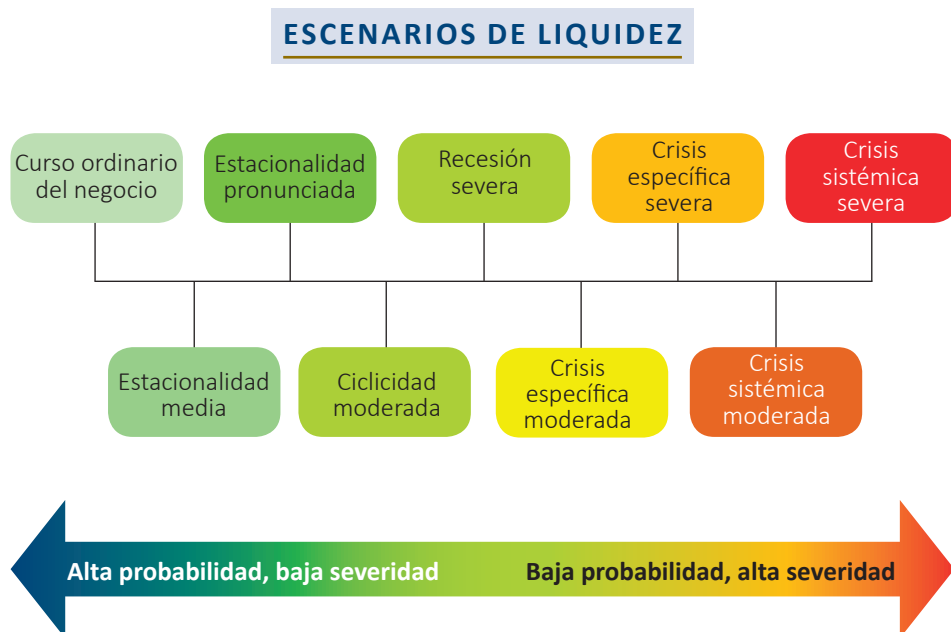 ESCENARIOS DE LIQUIDEZ
Curso ordinario
del negocio
Estacionalidad
pronunciada
Recesión
severa
Crisis
específica
severa
Crisis
sistémica
severa
Estacionalidad
media
Ciclicidad
moderada
Crisis
específica
moderada
Crisis
sistémica
moderada
Alta probabilidad, baja severidad
Baja probabilidad, alta severidad